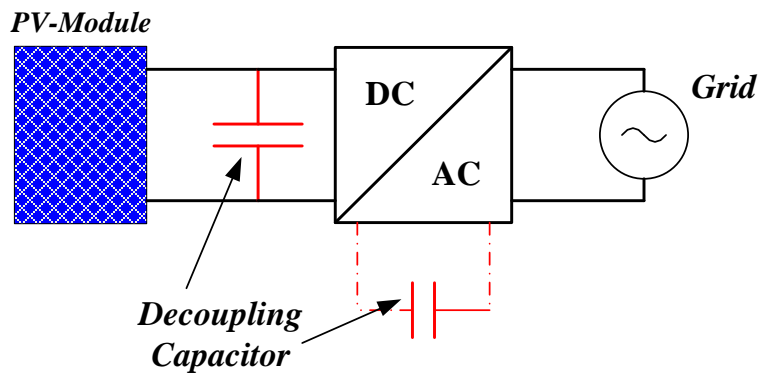 PV-Module
DC
Grid
AC
Decoupling
Capacitor